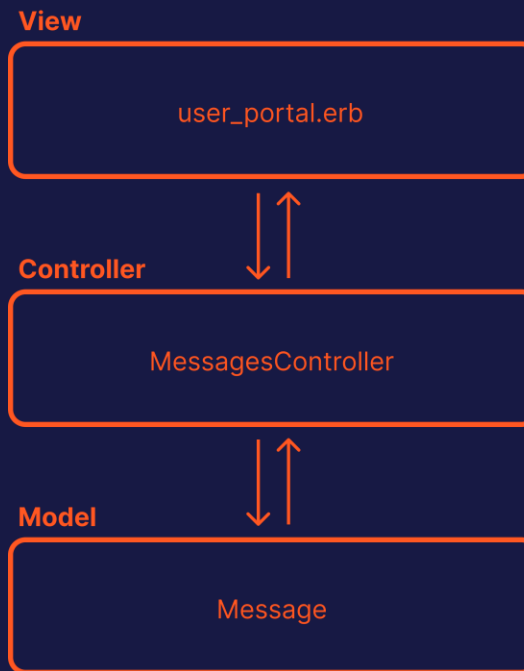 View
user_portal.erb
Controller
MessagesController
Model
Message